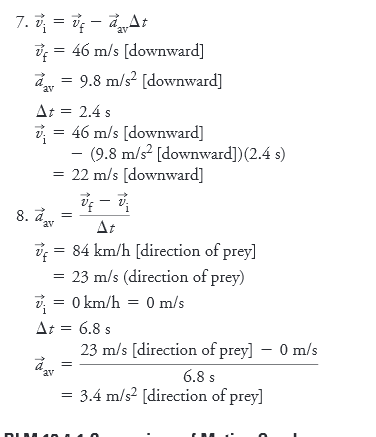 7. v⃗i = v⃗f − a⃗avΔt
v⃗f = 46 m/s [downward]
a⃗av = 9.8 m/s² [downward]
Δt = 2.4 s
v⃗i = 46 m/s [downward]
− (9.8 m/s² [downward])(2.4 s)
= 22 m/s [downward]
8. a⃗av = (v⃗f − v⃗i) / Δt
v⃗f = 84 km/h [direction of prey]
= 23 m/s (direction of prey)
v⃗i = 0 km/h = 0 m/s
Δt = 6.8 s
a⃗av = (23 m/s [direction of prey] − 0 m/s) / 6.8 s
= 3.4 m/s² [direction of prey]